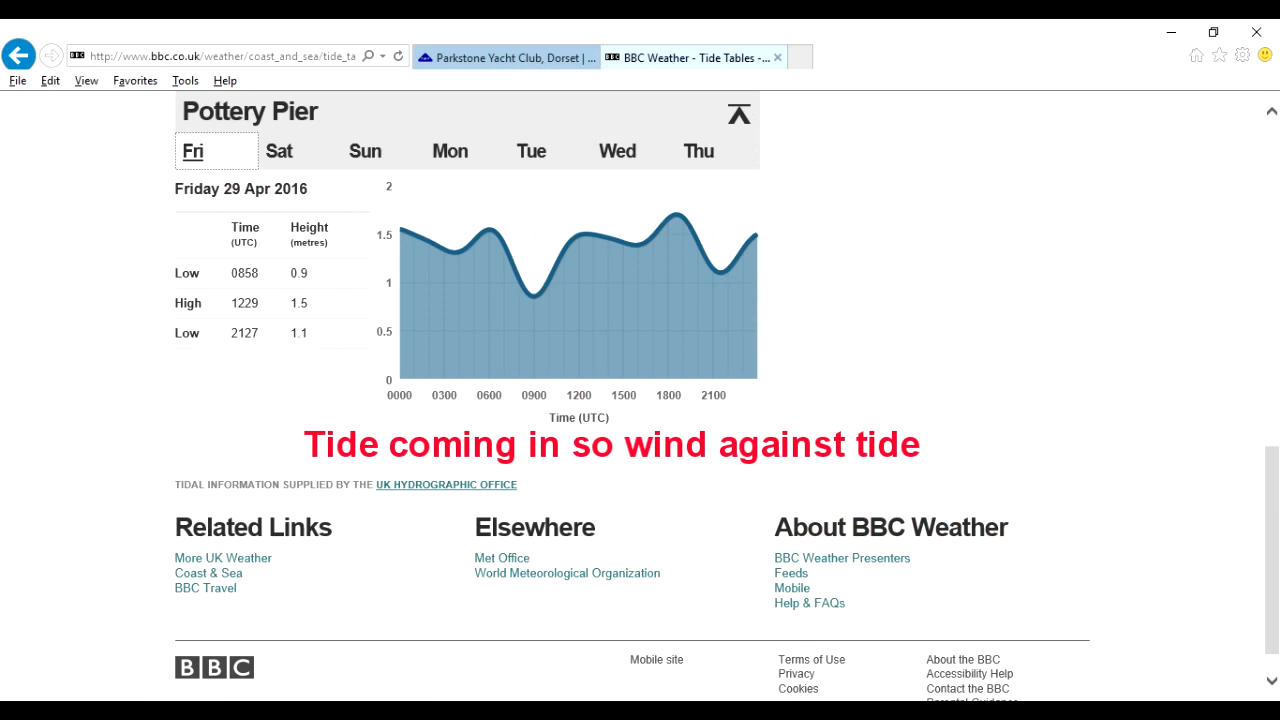 http://www.bbc.co.uk/weather/coast_and_sea/tide_ta
Parkstone Yacht Club, Dorset | ...
BBC
BBC Weather - Tide Tables -...
File Edit View Favorites Tools Help
Pottery Pier
Fri Sat Sun Mon Tue Wed Thu
Friday 29 Apr 2016
Time Height
(UTC) (metres)
Low 0858 0.9
High 1229 1.5
Low 2127 1.1
2
1.5
1
0.5
0
0000 0300 0600 0900 1200 1500 1800 2100
Time (UTC)
Tide coming in so wind against tide
TIDAL INFORMATION SUPPLIED BY THE UK HYDROGRAPHIC OFFICE
Related Links
More UK Weather
Coast & Sea
BBC Travel
Elsewhere
Met Office
World Meteorological Organization
About BBC Weather
BBC Weather Presenters
Feeds
Mobile
Help & FAQs
BBC
Mobile site
Terms of Use
Privacy
Cookies
About the BBC
Accessibility Help
Contact the BBC
Parental Guidance